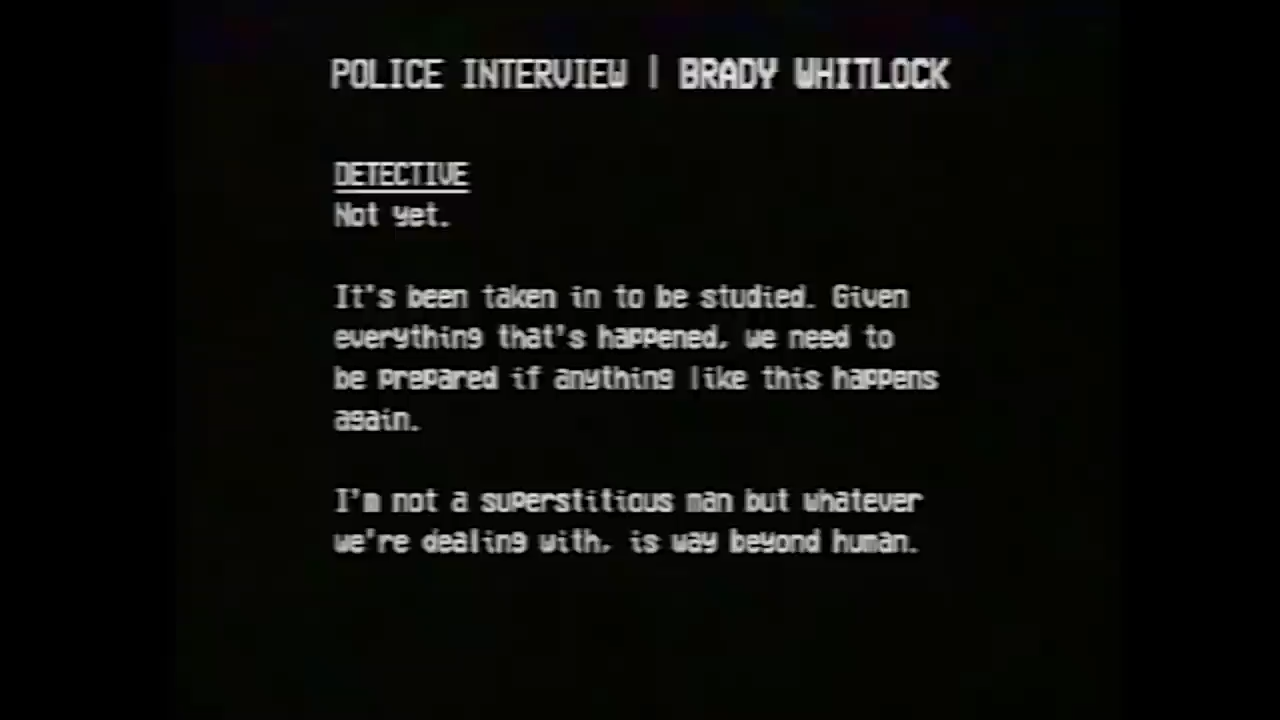 POLICE INTERVIEW | BRADY WHITLOCK
DETECTIVE
Not yet.
It's been taken in to be studied. Given
everything that's happened, we need to
be prepared if anything like this happens
again.
I'm not a superstitious man but whatever
we're dealing with, is way beyond human.